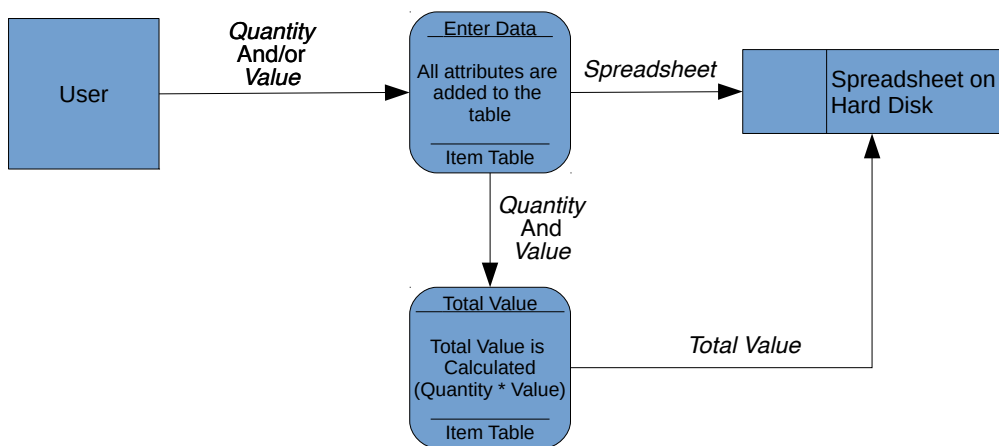 User
Quantity
And/or
Value
Enter Data
All attributes are
added to the
table
Item Table
Spreadsheet
Spreadsheet on
Hard Disk
Quantity
And
Value
Total Value
Total Value is
Calculated
(Quantity * Value)
Item Table
Total Value